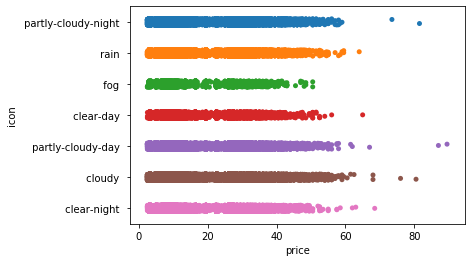 partly-cloudy-night
rain
fog
clear-day
partly-cloudy-day
cloudy
clear-night
icon
0 20 40 60 80
price